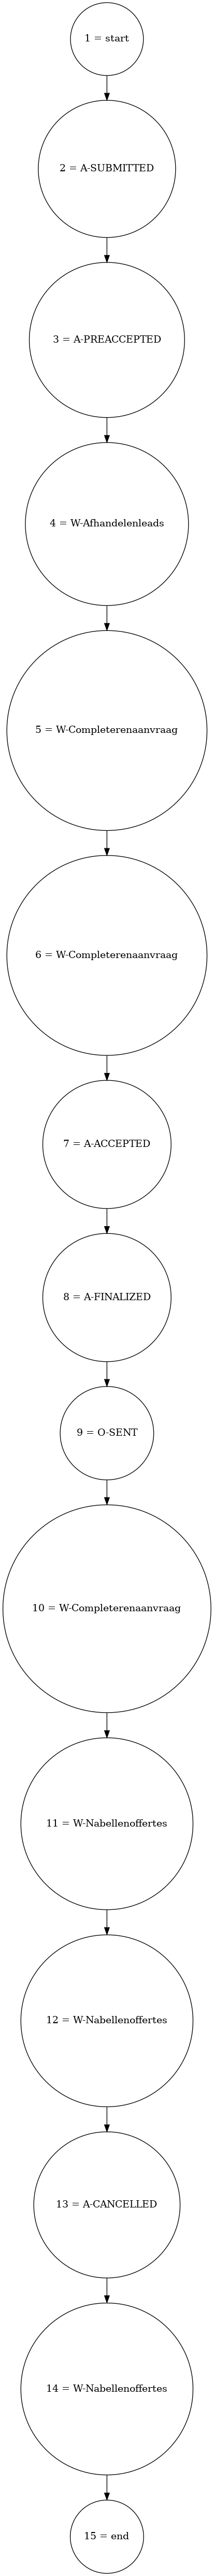 1 = start
2 = A-SUBMITTED
3 = A-PREACCEPTED
4 = W-Afhandelenleads
5 = W-Completerenaanvraag
6 = W-Completerenaanvraag
7 = A-ACCEPTED
8 = A-FINALIZED
9 = O-SENT
10 = W-Completerenaanvraag
11 = W-Nabellenoffertes
12 = W-Nabellenoffertes
13 = A-CANCELLED
14 = W-Nabellenoffertes
15 = end